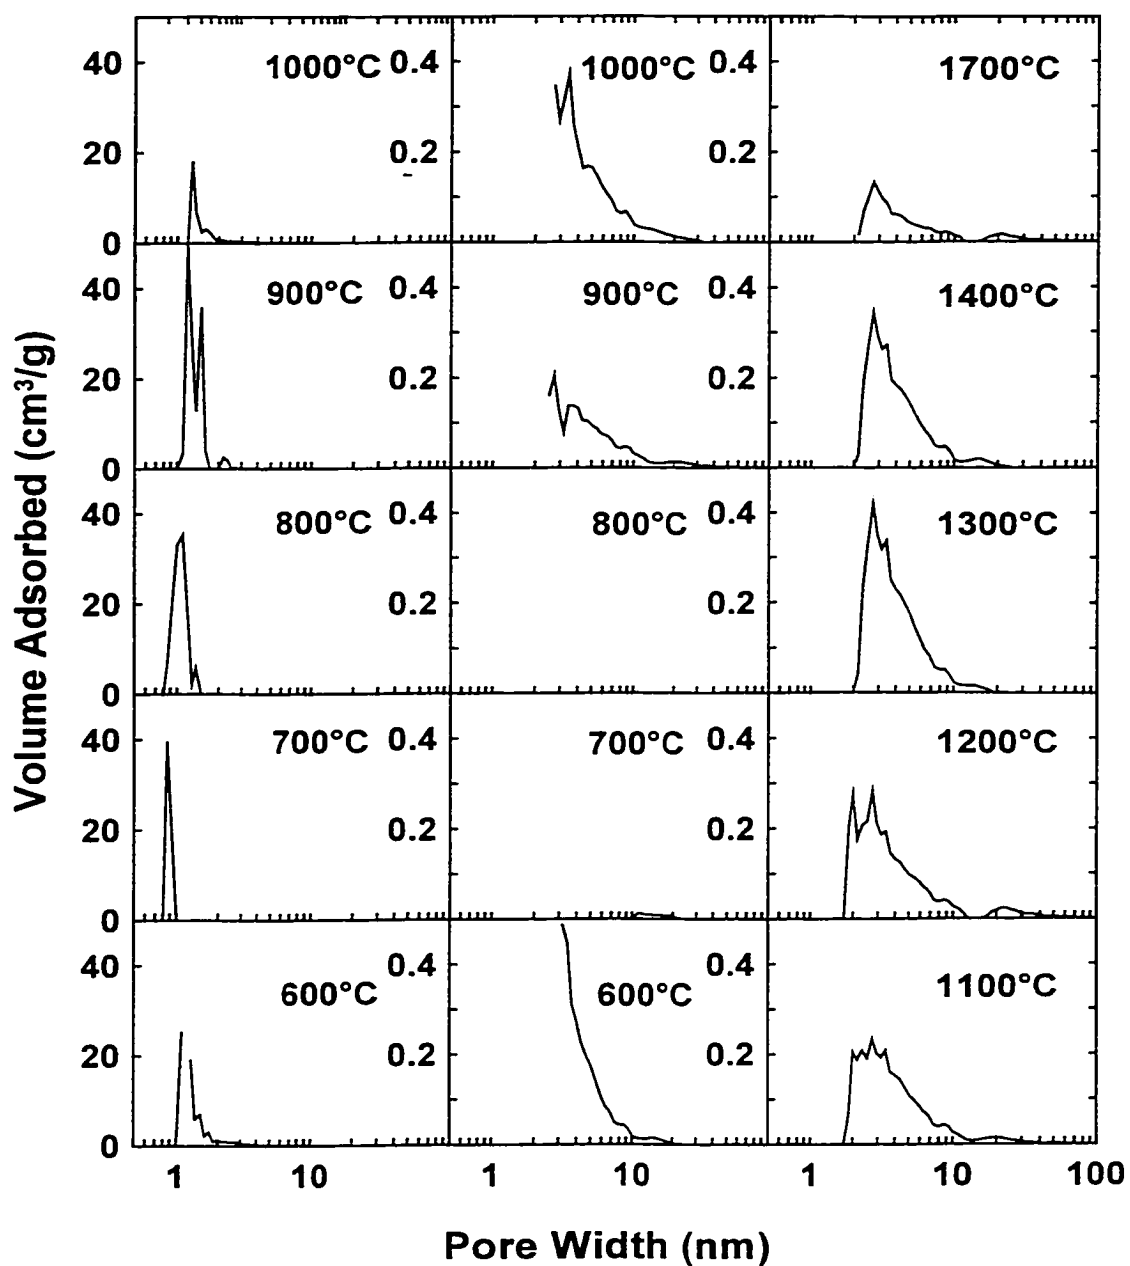 40 1000°C 0.4 1000°C 0.4 1700°C
20 0.2 0.2
0
40 900°C 0.4 900°C 0.4 1400°C
20 0.2 0.2
0
40 800°C 0.4 800°C 0.4 1300°C
20 0.2 0.2
0
40 700°C 0.4 700°C 0.4 1200°C
20 0.2 0.2
0
40 600°C 0.4 600°C 0.4 1100°C
20 0.2 0.2
0
1 10 1 10 1 10 100
Pore Width (nm)
Volume Adsorbed (cm³/g)